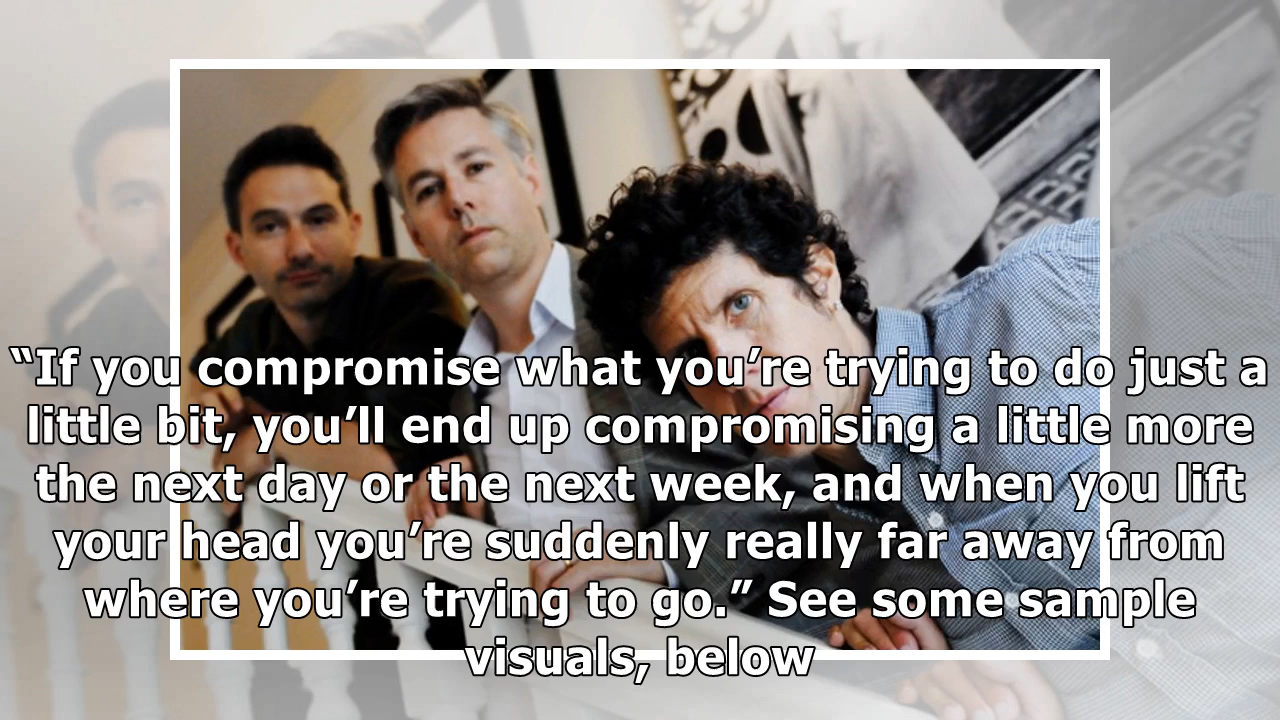 “If you compromise what you’re trying to do just a
little bit, you’ll end up compromising a little more
the next day or the next week, and when you lift
your head you’re suddenly really far away from
where you’re trying to go.” See some sample
visuals, below